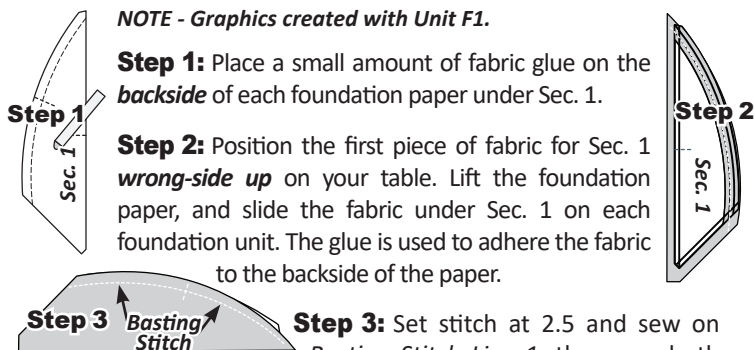 NOTE - Graphics created with Unit F1.
Step 1: Place a small amount of fabric glue on the
backside of each foundation paper under Sec. 1.
Step 1
Sec. 1
Step 2: Position the first piece of fabric for Sec. 1
wrong-side up on your table. Lift the foundation
paper, and slide the fabric under Sec. 1 on each
foundation unit. The glue is used to adhere the fabric
to the backside of the paper.
Step 2
Sec. 1
Step 3
Basting
Stitch
Step 3: Set stitch at 2.5 and sew on